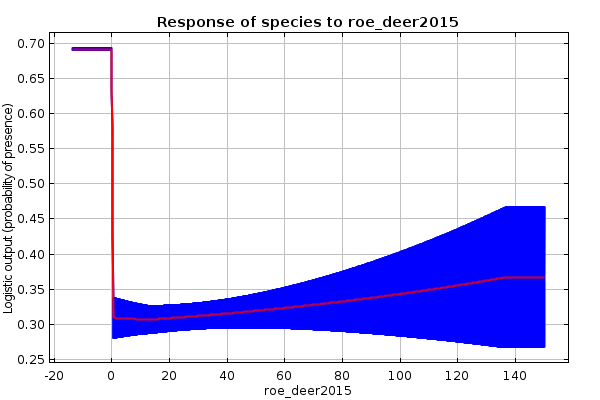 Response of species to roe_deer2015
Logistic output (probability of presence)
0.70
0.65
0.60
0.55
0.50
0.45
0.40
0.35
0.30
0.25
-20 0 20 40 60 80 100 120 140
roe_deer2015